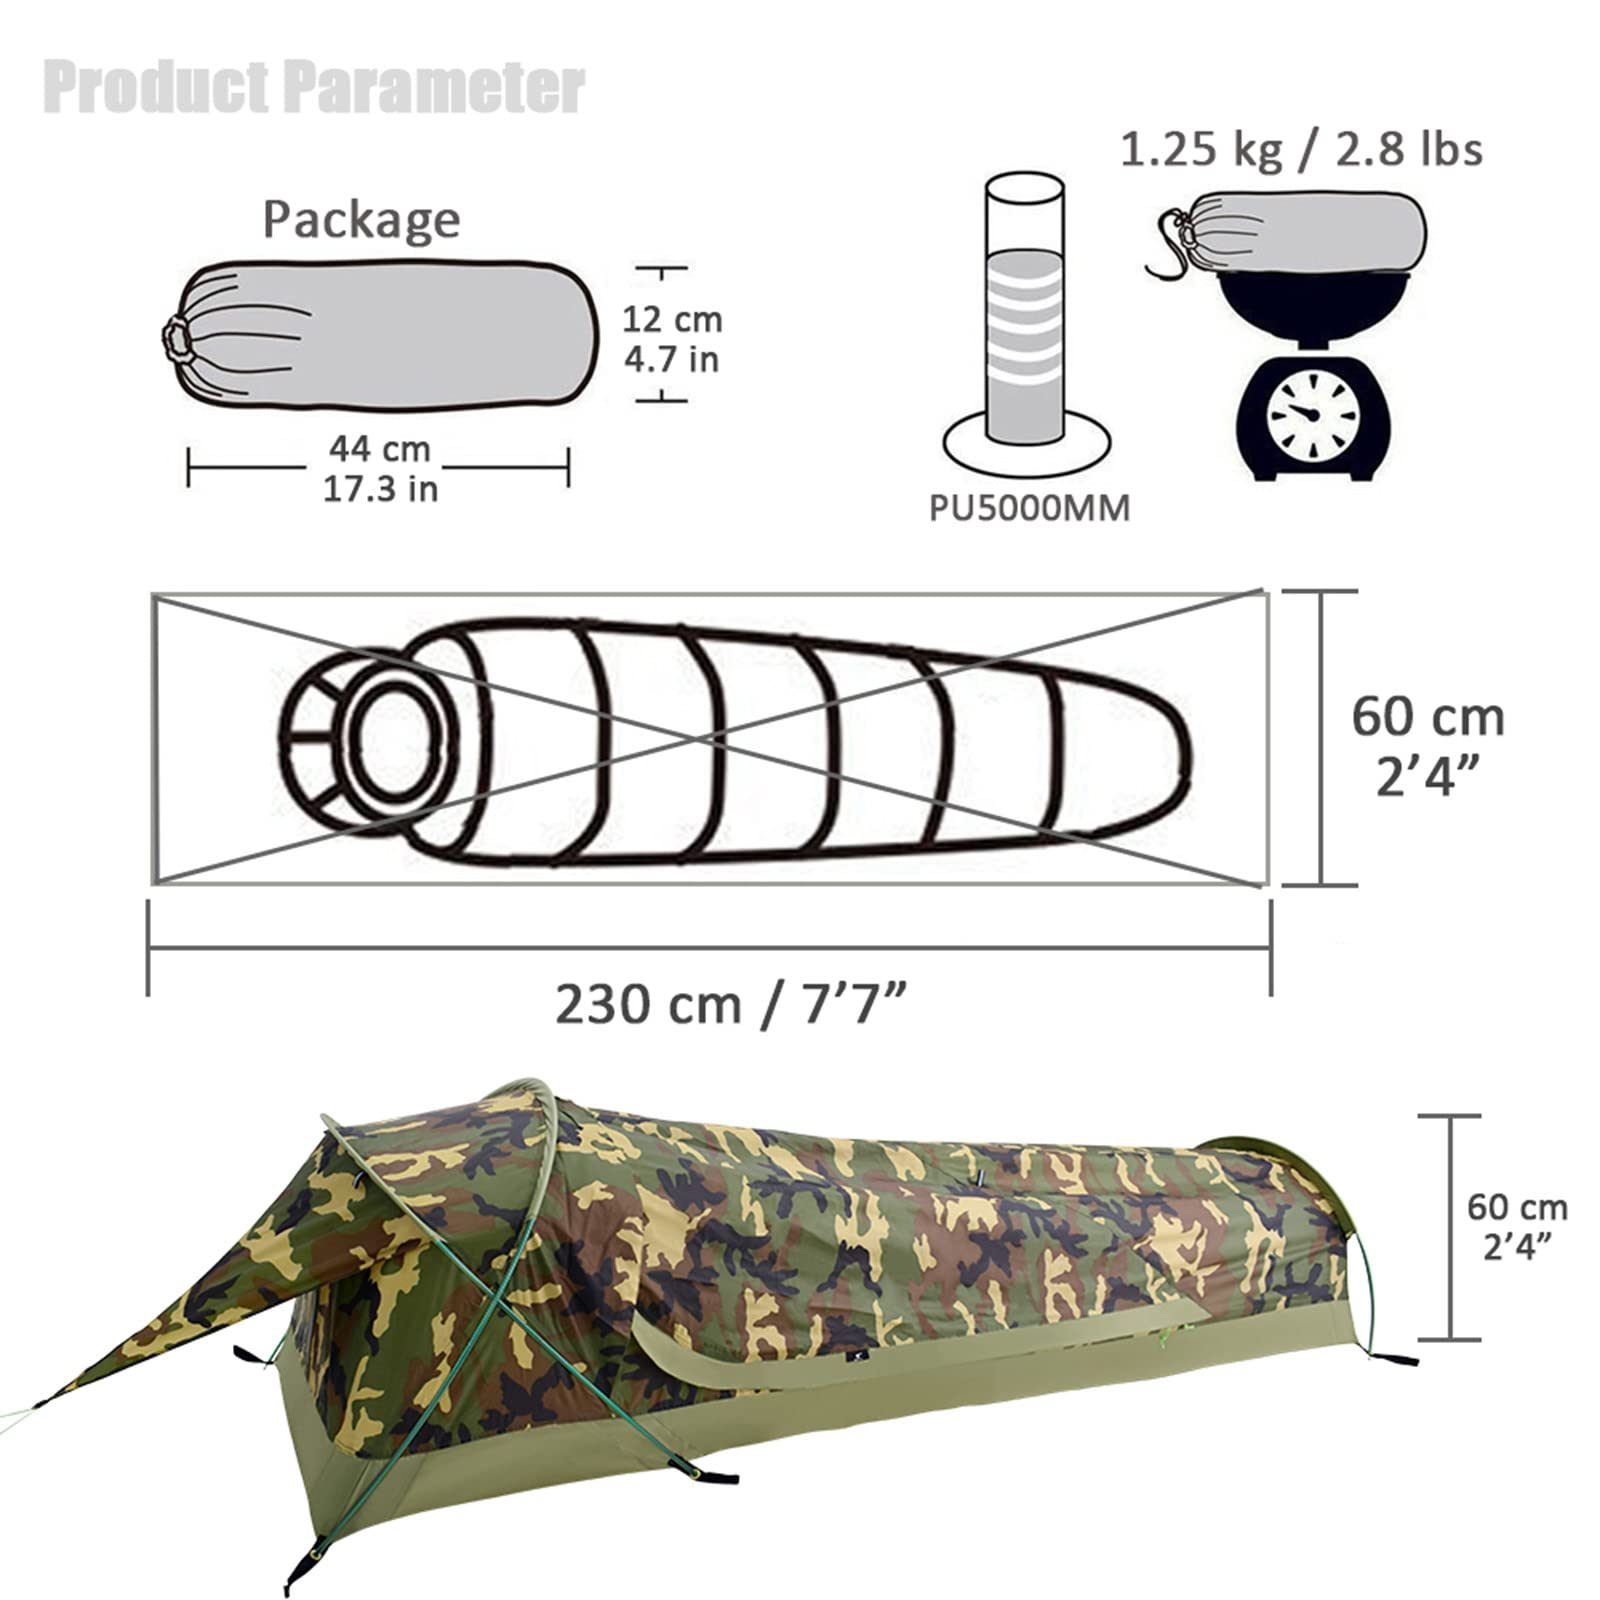 Product Parameter
1.25 kg / 2.8 lbs
Package
12 cm
4.7 in
44 cm
17.3 in
PU5000MM
60 cm
2’4”
230 cm / 7’7”
60 cm
2’4”